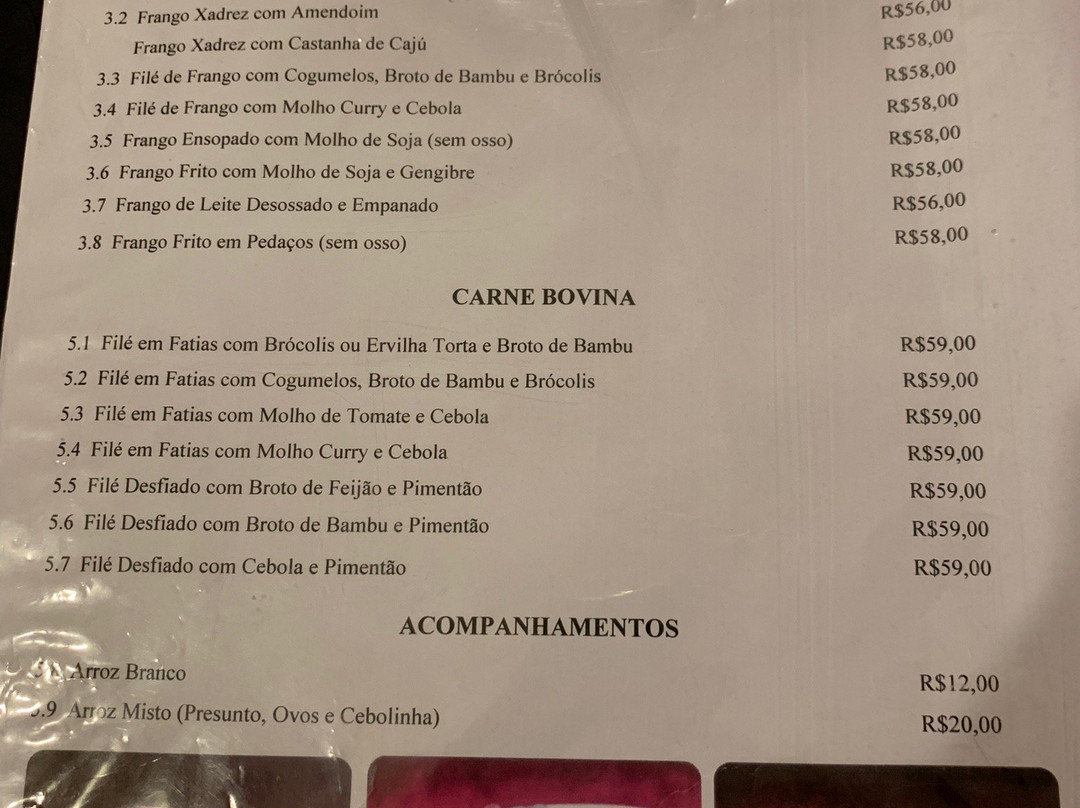 3.2 Frango Xadrez com Amendoim R$56,00
Frango Xadrez com Castanha de Cajú R$58,00
3.3 Filé de Frango com Cogumelos, Broto de Bambu e Brócolis R$58,00
3.4 Filé de Frango com Molho Curry e Cebola R$58,00
3.5 Frango Ensopado com Molho de Soja (sem osso) R$58,00
3.6 Frango Frito com Molho de Soja e Gengibre R$58,00
3.7 Frango de Leite Desossado e Empanado R$56,00
3.8 Frango Frito em Pedaços (sem osso) R$58,00
CARNE BOVINA
5.1 Filé em Fatias com Brócolis ou Ervilha Torta e Broto de Bambu R$59,00
5.2 Filé em Fatias com Cogumelos, Broto de Bambu e Brócolis R$59,00
5.3 Filé em Fatias com Molho de Tomate e Cebola R$59,00
5.4 Filé em Fatias com Molho Curry e Cebola R$59,00
5.5 Filé Desfiado com Broto de Feijão e Pimentão R$59,00
5.6 Filé Desfiado com Broto de Bambu e Pimentão R$59,00
5.7 Filé Desfiado com Cebola e Pimentão R$59,00
ACOMPANHAMENTOS
Arroz Branco R$12,00
5.9 Arroz Misto (Presunto, Ovos e Cebolinha) R$20,00